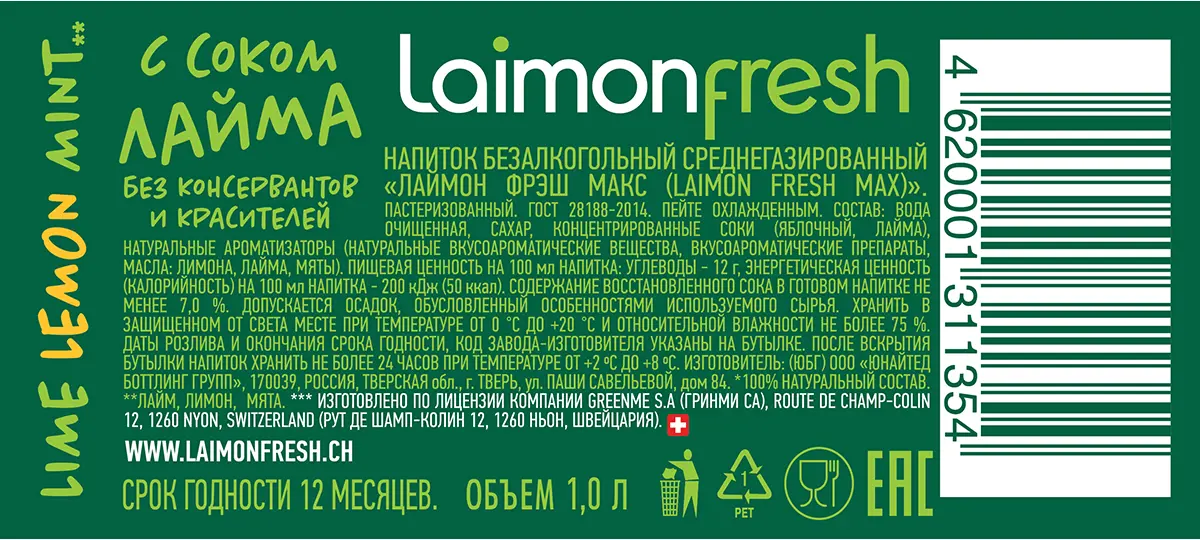 LIME LEMON MINT**
С СОКОМ
ЛАЙМА
БЕЗ КОНСЕРВАНТОВ
И КРАСИТЕЛЕЙ
Laimonfresh
НАПИТОК БЕЗАЛКОГОЛЬНЫЙ СРЕДНЕГАЗИРОВАННЫЙ
«ЛАЙМОН ФРЭШ МАКС (LAIMON FRESH MAX)».
ПАСТЕРИЗОВАННЫЙ. ГОСТ 28188-2014. ПЕЙТЕ ОХЛАЖДЕННЫМ. СОСТАВ: ВОДА
ОЧИЩЕННАЯ, САХАР, КОНЦЕНТРИРОВАННЫЕ СОКИ (ЯБЛОЧНЫЙ, ЛАЙМА),
НАТУРАЛЬНЫЕ АРОМАТИЗАТОРЫ (НАТУРАЛЬНЫЕ ВКУСОАРОМАТИЧЕСКИЕ ВЕЩЕСТВА, ВКУСОАРОМАТИЧЕСКИЕ ПРЕПАРАТЫ,
МАСЛА: ЛИМОНА, ЛАЙМА, МЯТЫ). ПИЩЕВАЯ ЦЕННОСТЬ НА 100 мл НАПИТКА: УГЛЕВОДЫ - 12 г, ЭНЕРГЕТИЧЕСКАЯ ЦЕННОСТЬ
(КАЛОРИЙНОСТЬ) НА 100 мл НАПИТКА - 200 кДж (50 ккал). СОДЕРЖАНИЕ ВОССТАНОВЛЕННОГО СОКА В ГОТОВОМ НАПИТКЕ НЕ
МЕНЕЕ 7,0 %. ДОПУСКАЕТСЯ ОСАДОК, ОБУСЛОВЛЕННЫЙ ОСОБЕННОСТЯМИ ИСПОЛЬЗУЕМОГО СЫРЬЯ. ХРАНИТЬ В
ЗАЩИЩЕННОМ ОТ СВЕТА МЕСТЕ ПРИ ТЕМПЕРАТУРЕ ОТ 0 °С ДО +20 °С И ОТНОСИТЕЛЬНОЙ ВЛАЖНОСТИ НЕ БОЛЕЕ 75 %.
ДАТЫ РОЗЛИВА И ОКОНЧАНИЯ СРОКА ГОДНОСТИ, КОД ЗАВОДА-ИЗГОТОВИТЕЛЯ УКАЗАНЫ НА БУТЫЛКЕ. ПОСЛЕ ВСКРЫТИЯ
БУТЫЛКИ НАПИТОК ХРАНИТЬ НЕ БОЛЕЕ 24 ЧАСОВ ПРИ ТЕМПЕРАТУРЕ ОТ +2 ºС ДО +8 ºС. ИЗГОТОВИТЕЛЬ: (ЮБГ) ООО «ЮНАЙТЕД
БОТТЛИНГ ГРУПП», 170039, РОССИЯ, ТВЕРСКАЯ обл., г. ТВЕРЬ, ул. ПАШИ САВЕЛЬЕВОЙ, дом 84. *100% НАТУРАЛЬНЫЙ СОСТАВ.
**ЛАЙМ, ЛИМОН, МЯТА. *** ИЗГОТОВЛЕНО ПО ЛИЦЕНЗИИ КОМПАНИИ GREENME S.A (ГРИНМИ СА), ROUTE DE CHAMP-COLIN
12, 1260 NYON, SWITZERLAND (РУТ ДЕ ШАМП-КОЛИН 12, 1260 НЬОН, ШВЕЙЦАРИЯ).
WWW.LAIMONFRESH.CH
СРОК ГОДНОСТИ 12 МЕСЯЦЕВ. ОБЪЕМ 1,0 Л
1
PET
EAC
4 620001 311354